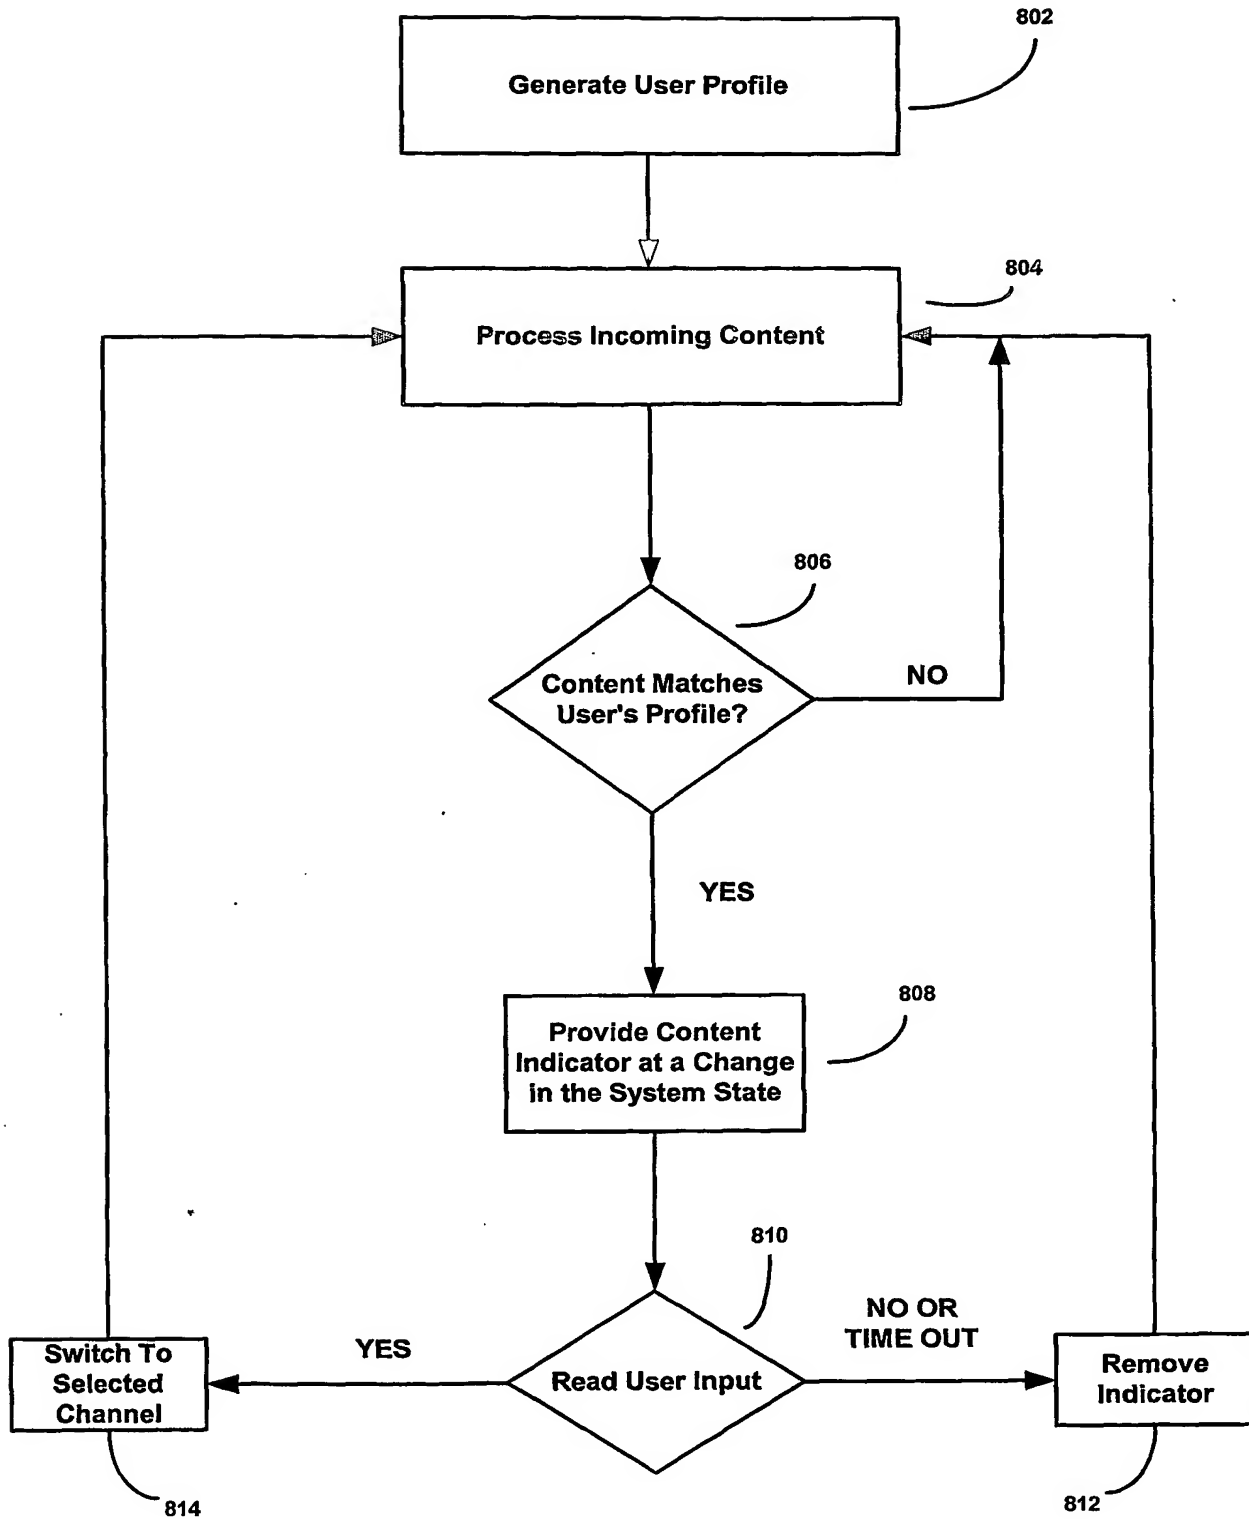 802
Generate User Profile
804
Process Incoming Content
806
Content Matches
User's Profile?
NO
YES
808
Provide Content
Indicator at a Change
in the System State
810
NO OR
TIME OUT
YES
Switch To
Selected
Channel
Read User Input
Remove
Indicator
814
812